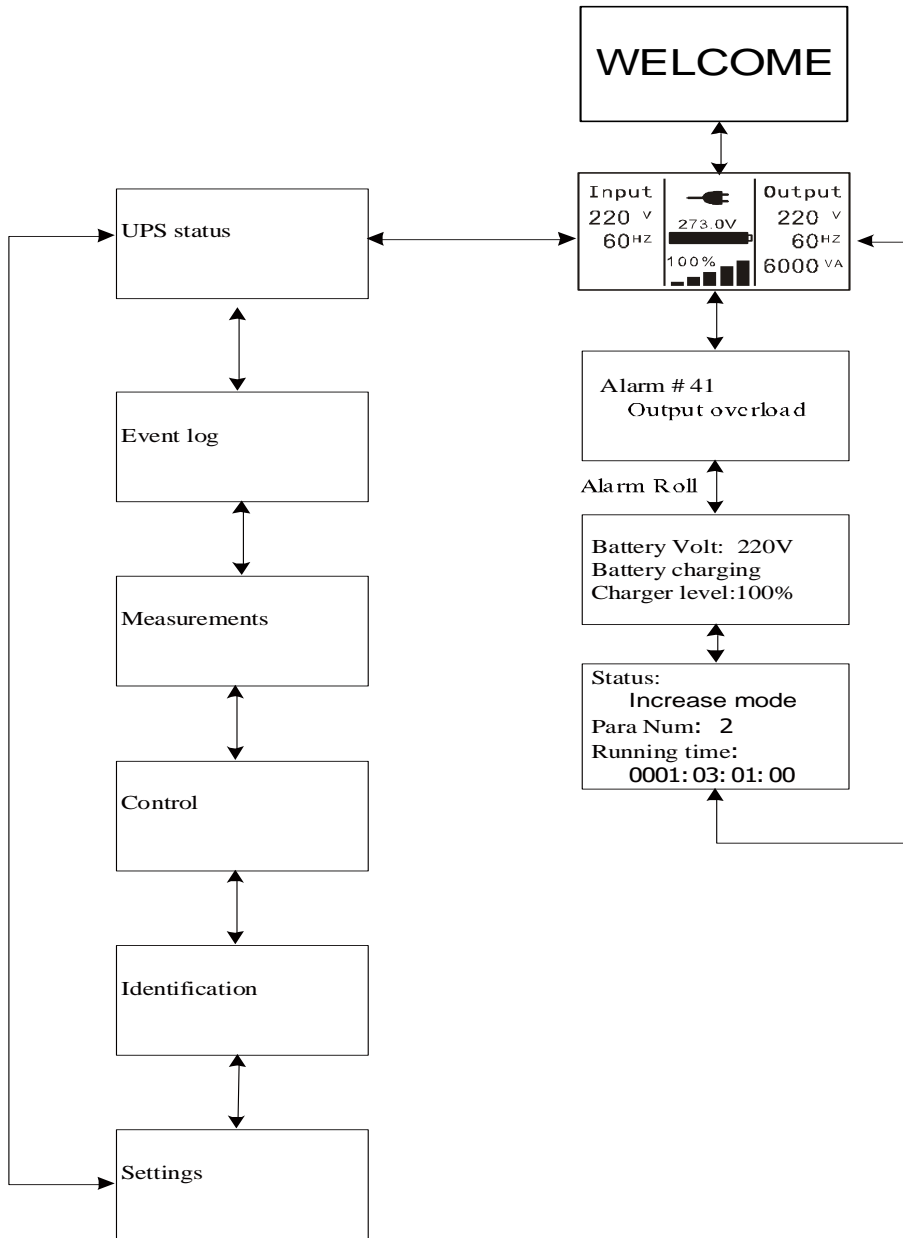 WELCOME
Input
220 V
60HZ
273.0V
100%
Output
220 V
60HZ
6000 VA
UPS status
Alarm # 41
Output overload
Event log
Alarm Roll
Battery Volt: 220V
Battery charging
Charger level:100%
Measurements
Status:
Increase mode
Para Num: 2
Running time:
0001: 03: 01: 00
Control
Identification
Settings